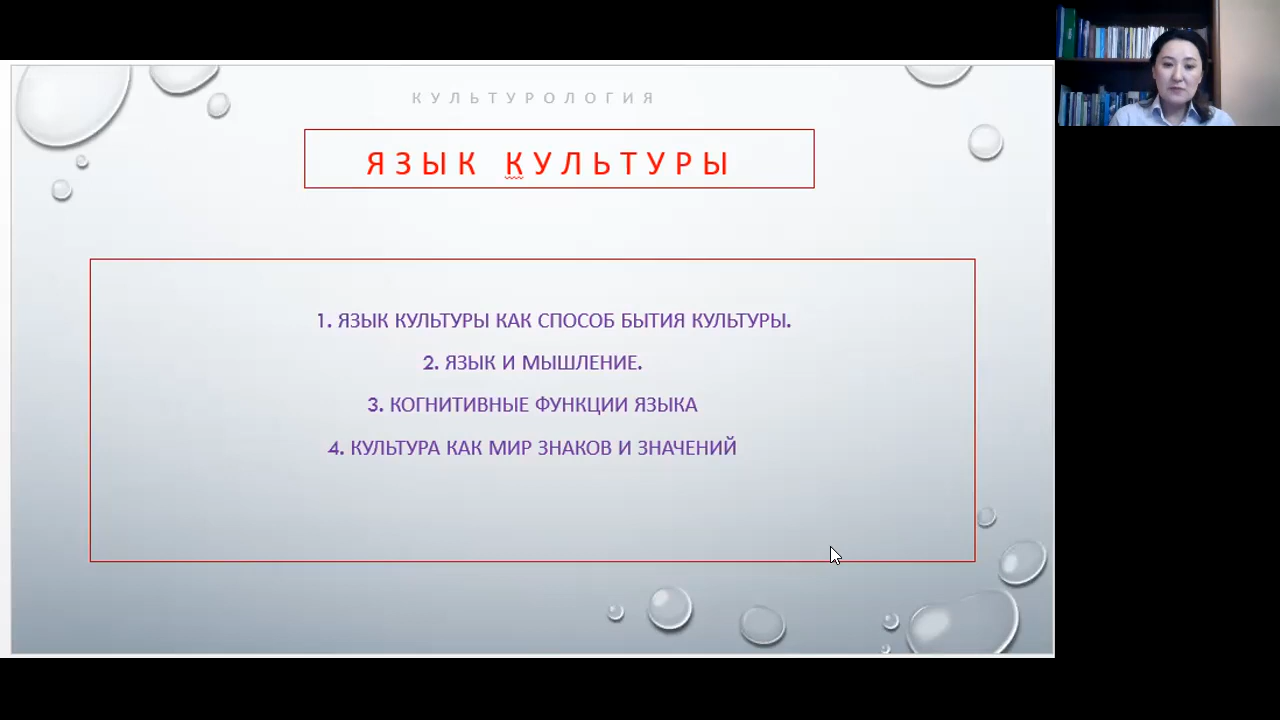 КУЛЬТУРОЛОГИЯ
ЯЗЫК КУЛЬТУРЫ
1. ЯЗЫК КУЛЬТУРЫ КАК СПОСОБ БЫТИЯ КУЛЬТУРЫ.
2. ЯЗЫК И МЫШЛЕНИЕ.
3. КОГНИТИВНЫЕ ФУНКЦИИ ЯЗЫКА
4. КУЛЬТУРА КАК МИР ЗНАКОВ И ЗНАЧЕНИЙ